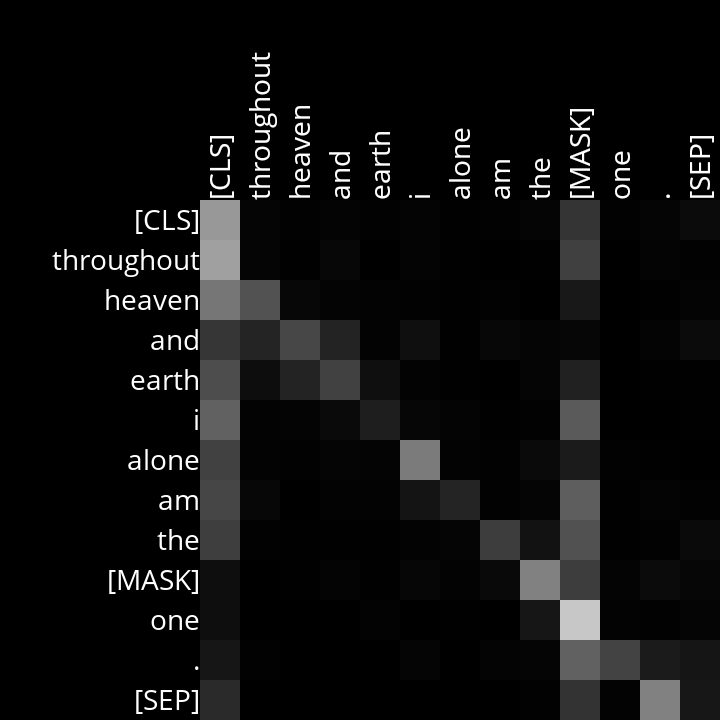 [CLS] throughout heaven and earth i alone am the [MASK] one . [SEP]
[CLS]
throughout
heaven
and
earth
i
alone
am
the
[MASK]
one
.
[SEP]